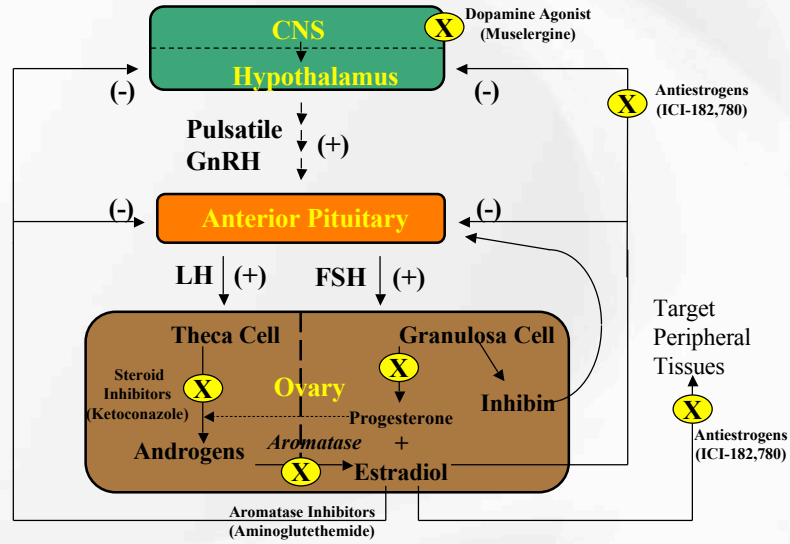 CNS
X
Dopamine Agonist
(Muselergine)
Hypothalamus
(-)
(-)
X
Antiestrogens
(ICI-182,780)
Pulsatile
GnRH
(+)
(-)
Anterior Pituitary
(-)
LH
(+)
FSH
(+)
Target
Peripheral
Tissues
Theca Cell
Granulosa Cell
Steroid
Inhibitors
(Ketoconazole)
X
Ovary
X
Inhibin
Progesterone
+
Androgens
Aromatase
X
Estradiol
X
Antiestrogens
(ICI-182,780)
Aromatase Inhibitors
(Aminoglutethemide)